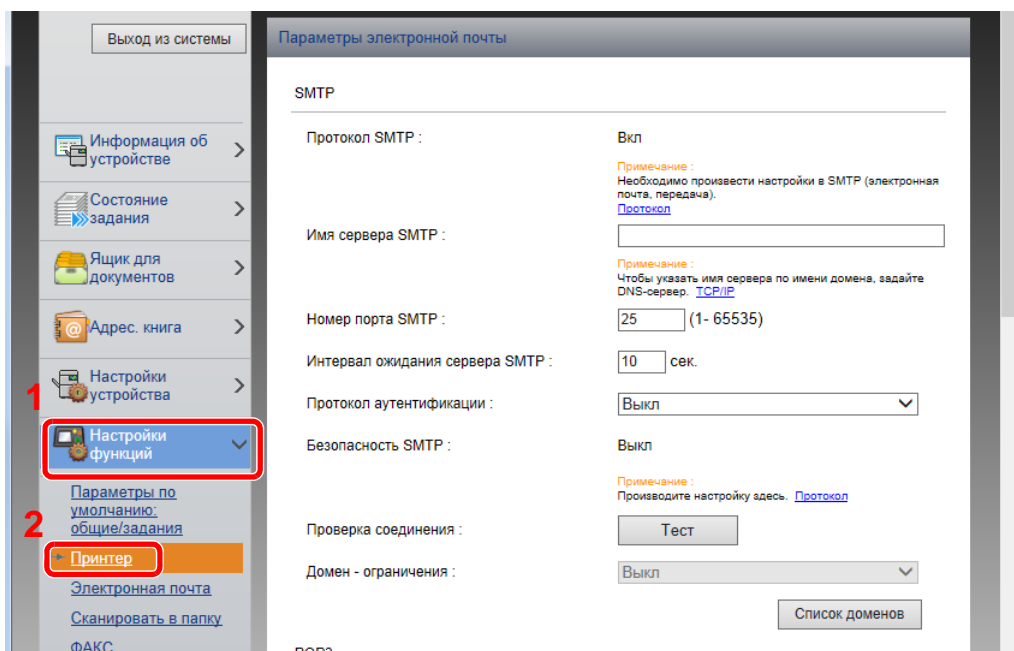 Выход из системы
Информация об
устройстве
Состояние
задания
Ящик для
документов
Адрес. книга
1
Настройки
устройства
Настройки
функций
Параметры по
умолчанию:
общие/задания
2
Принтер
Электронная почта
Сканировать в папку
ФАКС
Параметры электронной почты
SMTP
Протокол SMTP : Вкл
Примечание :
Необходимо произвести настройки в SMTP (электронная
почта, передача).
Протокол
Имя сервера SMTP :
Примечание :
Чтобы указать имя сервера по имени домена, задайте
DNS-сервер. TCP/IP
Номер порта SMTP : 25 (1- 65535)
Интервал ожидания сервера SMTP : 10 сек.
Протокол аутентификации : Выкл
Безопасность SMTP : Выкл
Примечание :
Производите настройку здесь. Протокол
Проверка соединения : Тест
Домен - ограничения : Выкл
Список доменов